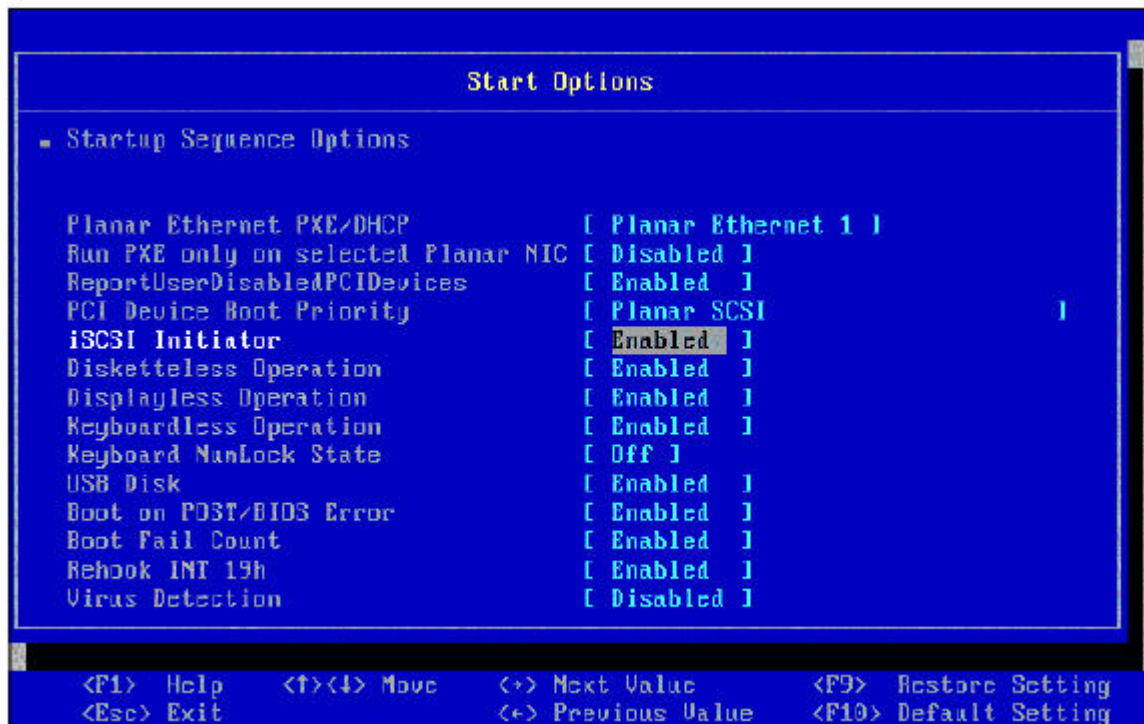 Start Options
Startup Sequence Options
Planar Ethernet PXE/DHCP [ Planar Ethernet 1 ]
Run PXE only on selected Planar NIC [ Disabled ]
ReportUserDisabledPCIDevices [ Enabled ]
PCI Device Boot Priority [ Planar SCSI ]
iSCSI Initiator [ Enabled ]
Disketteless Operation [ Enabled ]
Displayless Operation [ Enabled ]
Keyboardless Operation [ Enabled ]
Keyboard NumLock State [ Off ]
USB Disk [ Enabled ]
Boot on POST/BIOS Error [ Enabled ]
Boot Fail Count [ Enabled ]
Rehook INT 19h [ Enabled ]
Virus Detection [ Disabled ]
<F1> Help <↑><↓> Move <→> Next Value <F9> Restore Setting
<Esc> Exit <←> Previous Value <F10> Default Setting